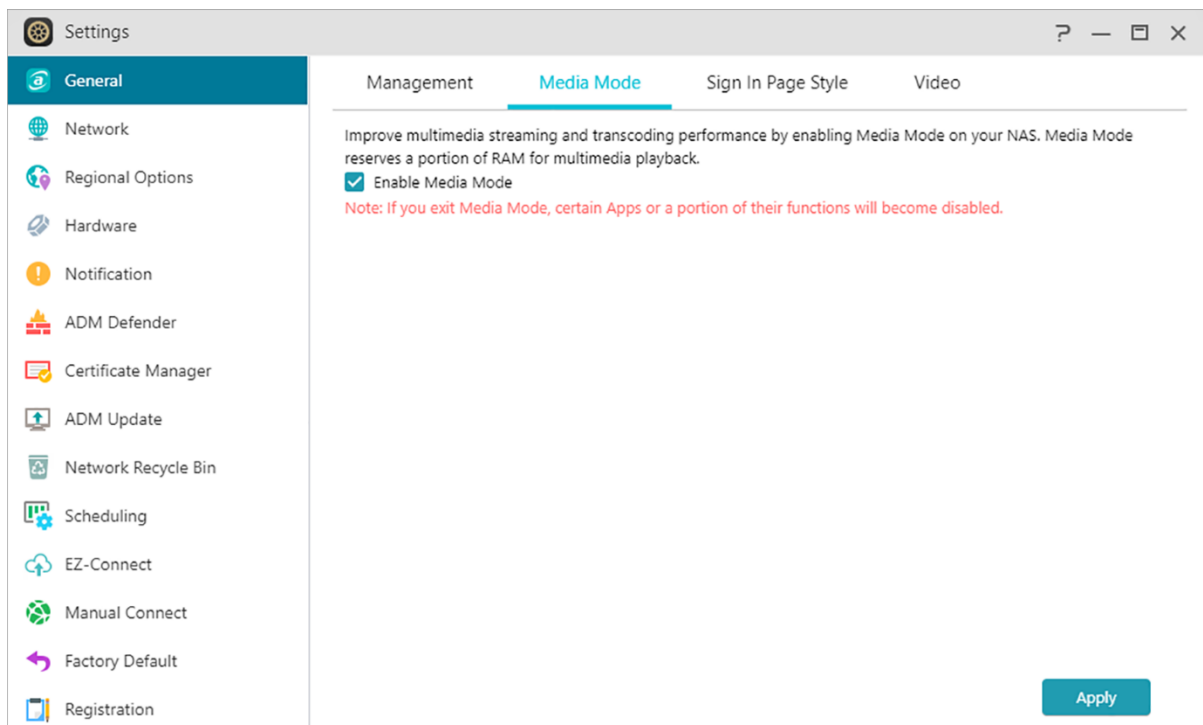 Settings
General
Network
Regional Options
Hardware
Notification
ADM Defender
Certificate Manager
ADM Update
Network Recycle Bin
Scheduling
EZ-Connect
Manual Connect
Factory Default
Registration
Management
Media Mode
Sign In Page Style
Video
Improve multimedia streaming and transcoding performance by enabling Media Mode on your NAS. Media Mode
reserves a portion of RAM for multimedia playback.
Enable Media Mode
Note: If you exit Media Mode, certain Apps or a portion of their functions will become disabled.
Apply